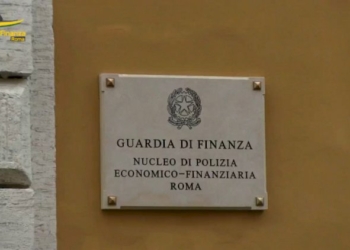 GUARDIA DI FINANZA
NUCLEO DI POLIZIA
ECONOMICO-FINANZIARIA
ROMA